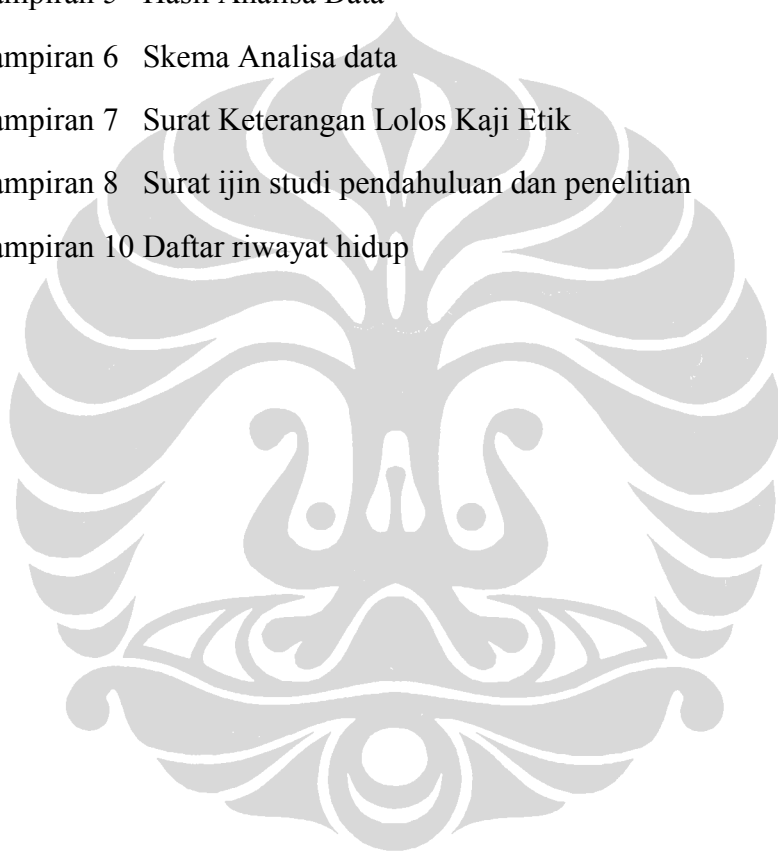 ampiran 5 Hasil Analisa Data
ampiran 6 Skema Analisa data
ampiran 7 Surat Keterangan Lolos Kaji Etik
ampiran 8 Surat ijin studi pendahuluan dan penelitian
ampiran 10 Daftar riwayat hidup